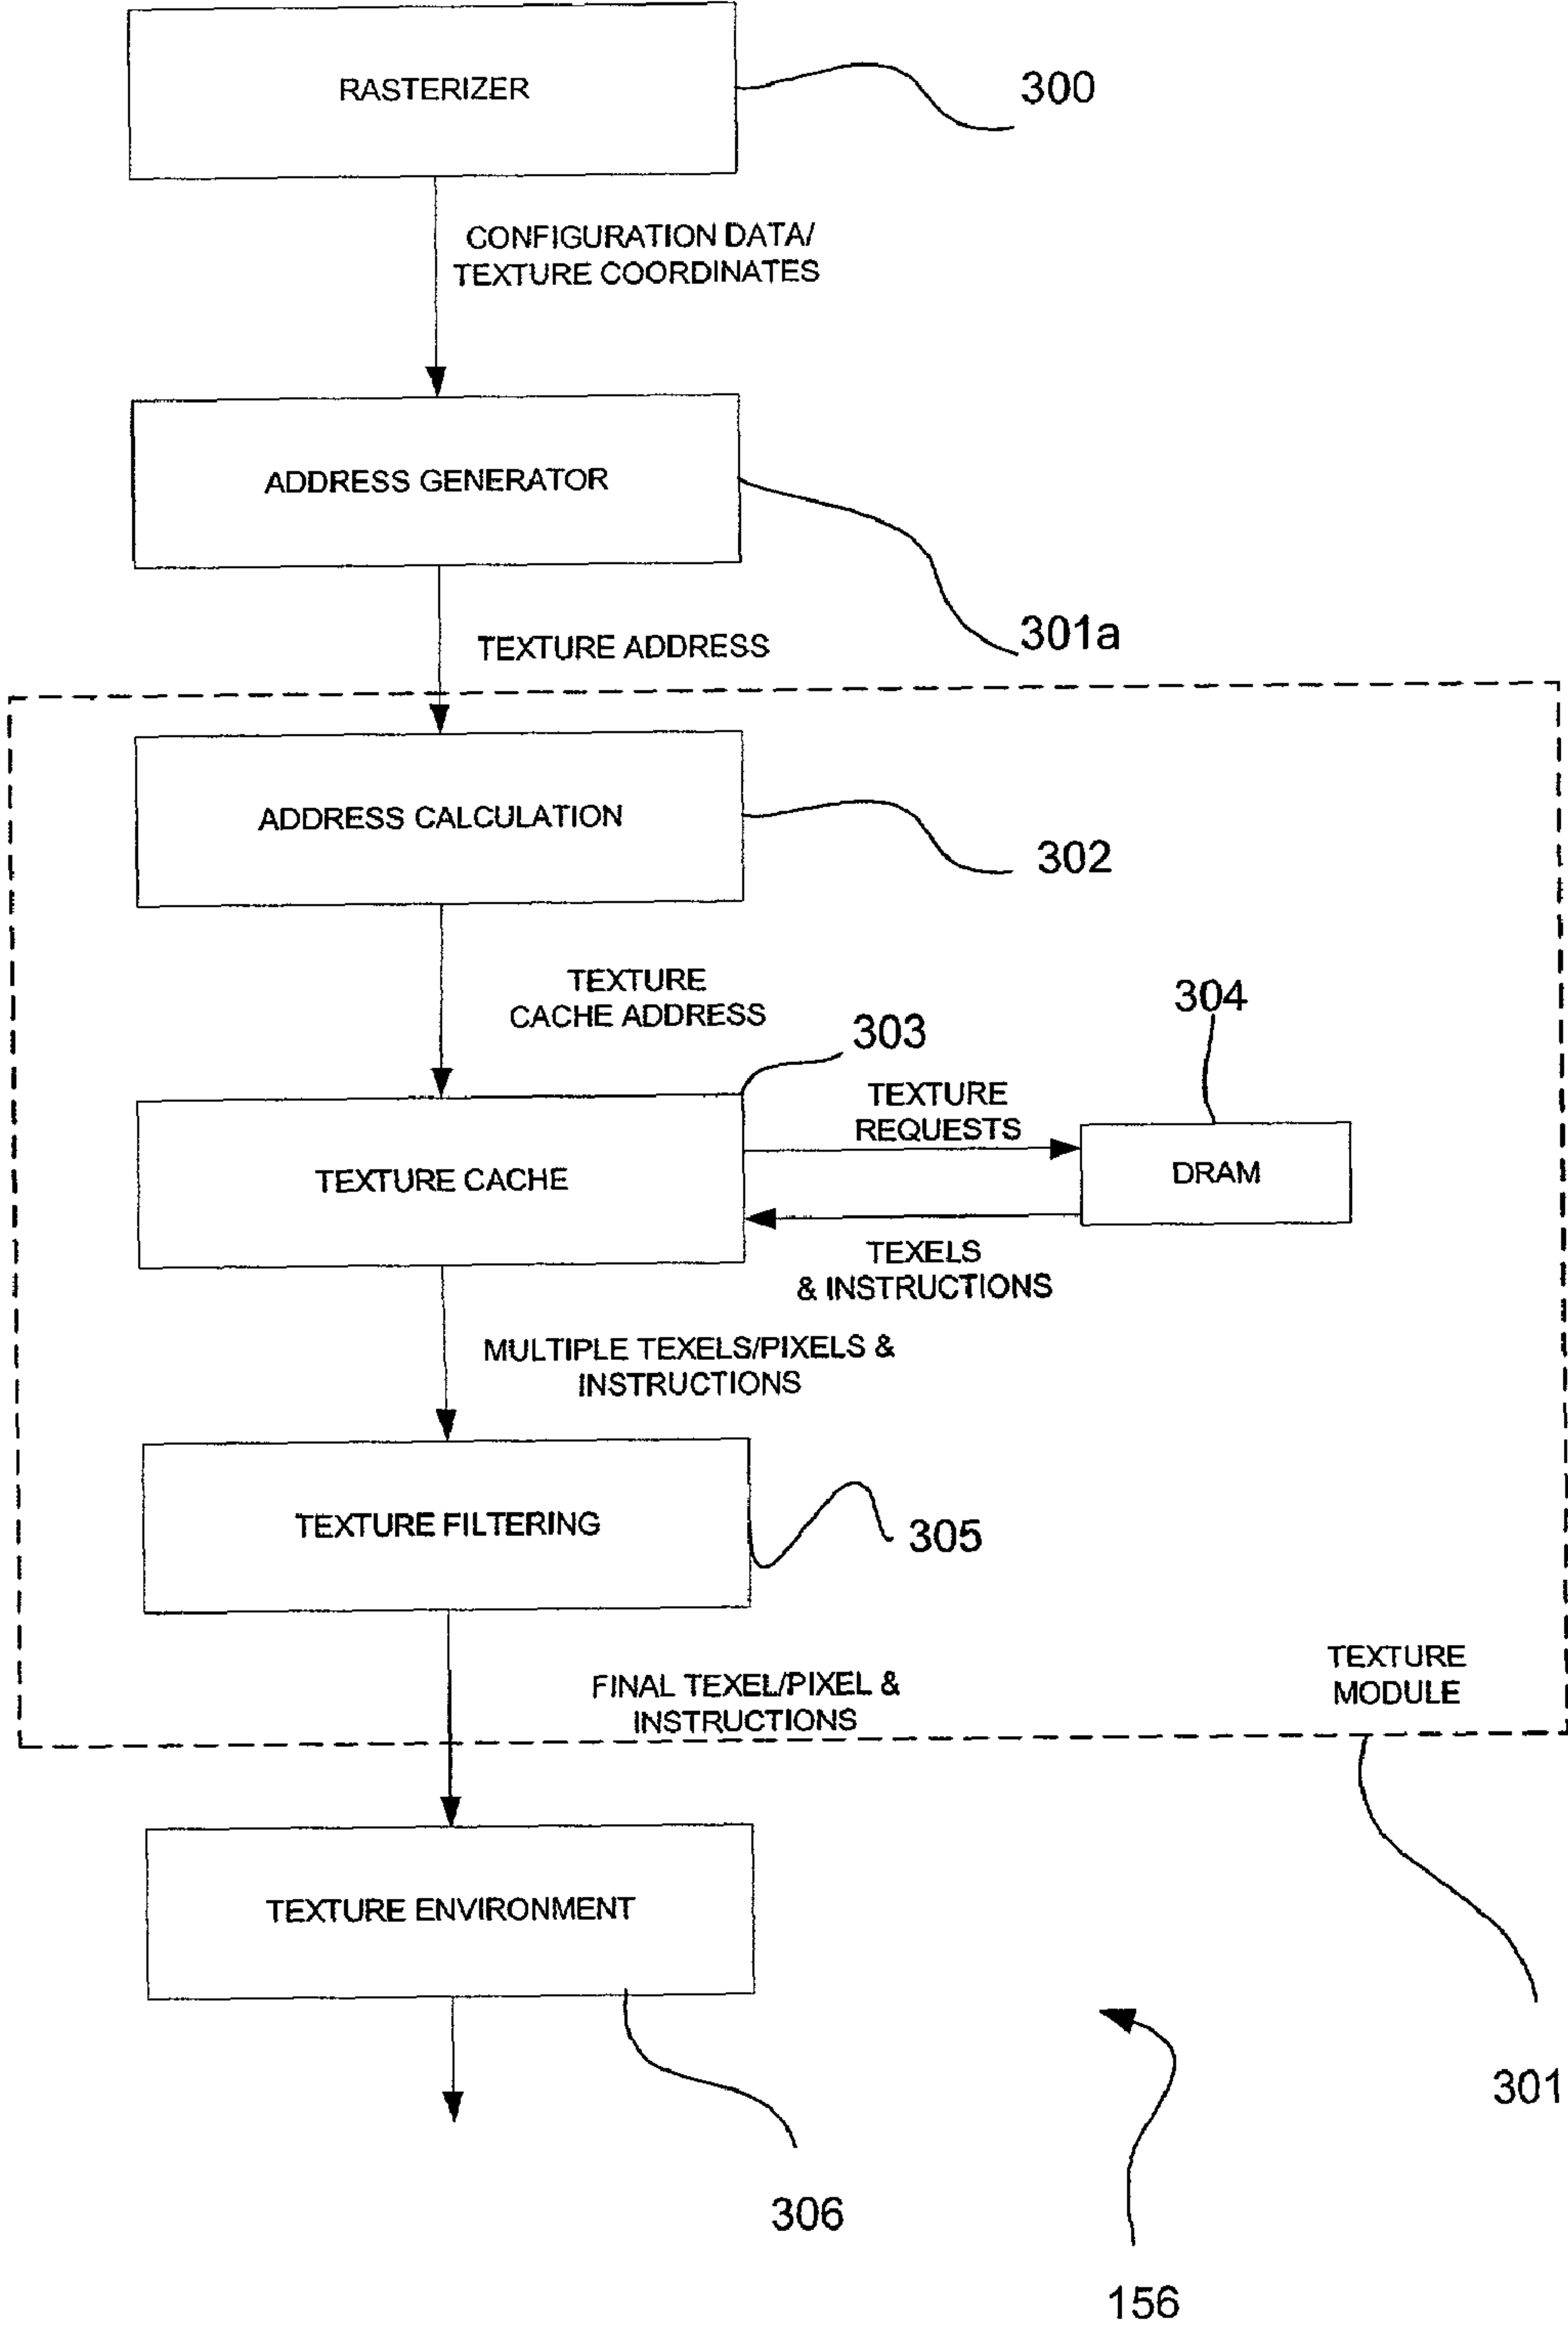 RASTERIZER
300
CONFIGURATION DATA/
TEXTURE COORDINATES
ADDRESS GENERATOR
301a
TEXTURE ADDRESS
ADDRESS CALCULATION
302
TEXTURE
CACHE ADDRESS
303
304
TEXTURE
REQUESTS
TEXTURE CACHE
DRAM
TEXELS
& INSTRUCTIONS
MULTIPLE TEXELS/PIXELS &
INSTRUCTIONS
TEXTURE FILTERING
305
FINAL TEXEL/PIXEL &
INSTRUCTIONS
TEXTURE
MODULE
TEXTURE ENVIRONMENT
301
306
156